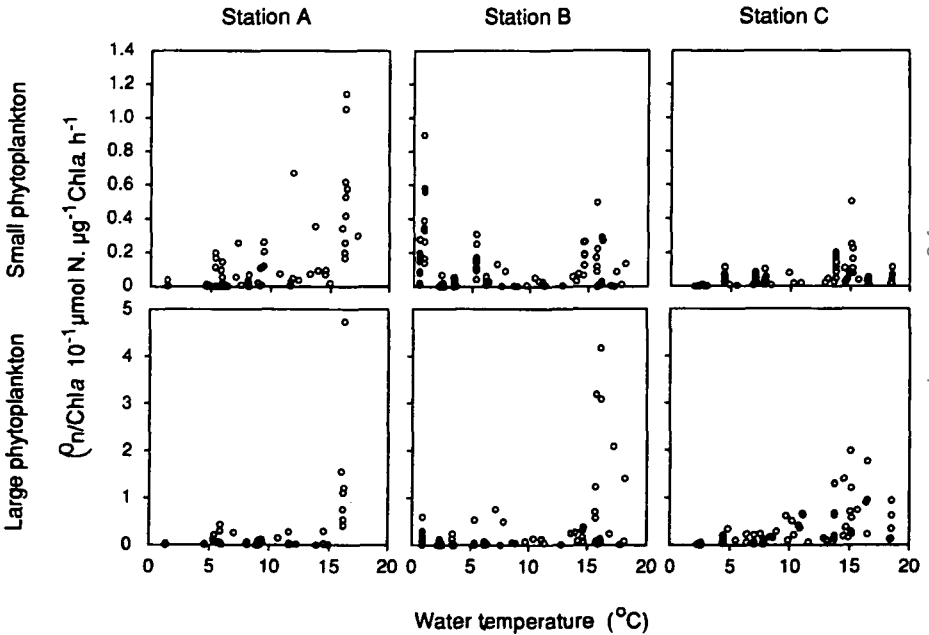 Station A Station B Station C
Small phytoplankton
Large phytoplankton
(ρn/Chla 10⁻¹ μmol N. μg⁻¹ Chla. h⁻¹
1.4
1.2
1.0
0.8
0.6
0.4
0.2
0
5
4
3
2
1
0
0 5 10 15 20 0 5 10 15 20 0 5 10 15 20
Water temperature (°C)